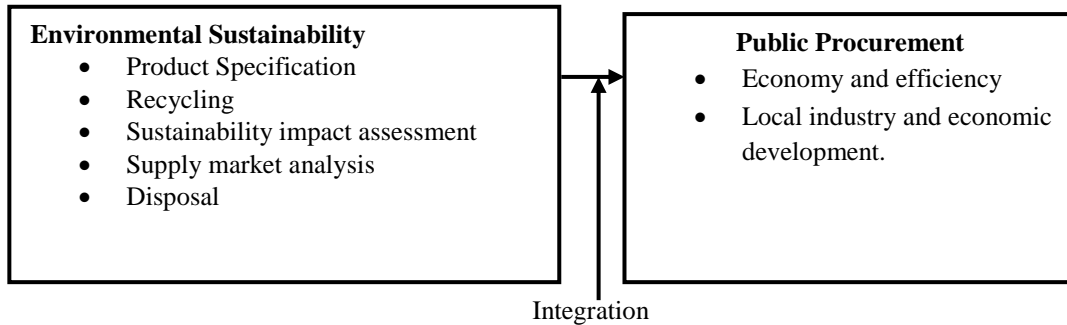 Environmental Sustainability
• Product Specification
• Recycling
• Sustainability impact assessment
• Supply market analysis
• Disposal
Public Procurement
• Economy and efficiency
• Local industry and economic
development.
Integration